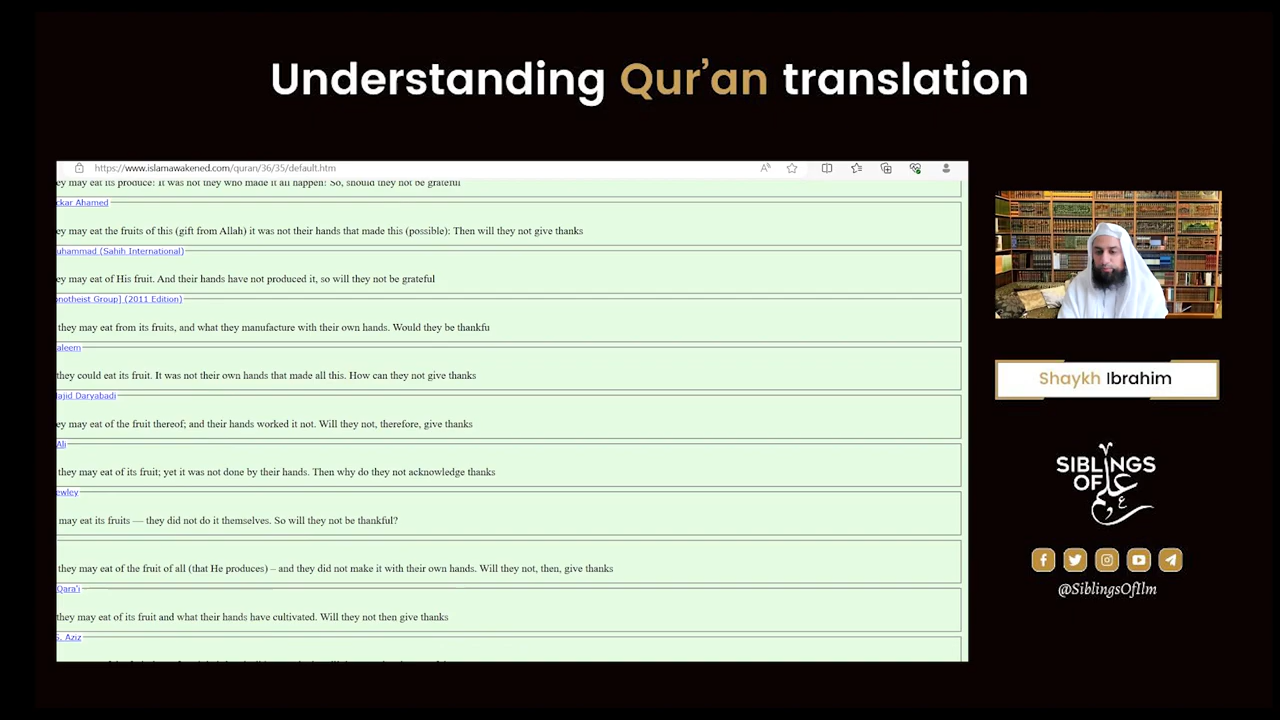 Understanding Qur’an translation
https://www.islamawakened.com/quran/36/35/default.htm
ey may eat its produce: It was not they who made it all happen: So, should they not be grateful
ckar Ahamed
ey may eat the fruits of this (gift from Allah) it was not their hands that made this (possible): Then will they not give thanks
uhammad (Sahih International)
ey may eat of His fruit. And their hands have not produced it, so will they not be grateful
onotheist Group] (2011 Edition)
they may eat from its fruits, and what they manufacture with their own hands. Would they be thankfu
aleem
they could eat its fruit. It was not their own hands that made all this. How can they not give thanks
ajid Daryabadi
ey may eat of the fruit thereof; and their hands worked it not. Will they not, therefore, give thanks
Ali
they may eat of its fruit; yet it was not done by their hands. Then why do they not acknowledge thanks
ewley
may eat its fruits — they did not do it themselves. So will they not be thankful?
they may eat of the fruit of all (that He produces) – and they did not make it with their own hands. Will they not, then, give thanks
Qara'i
they may eat of its fruit and what their hands have cultivated. Will they not then give thanks
S. Aziz
Shaykh Ibrahim
SIBLINGS
OF علم
@SiblingsOfIlm